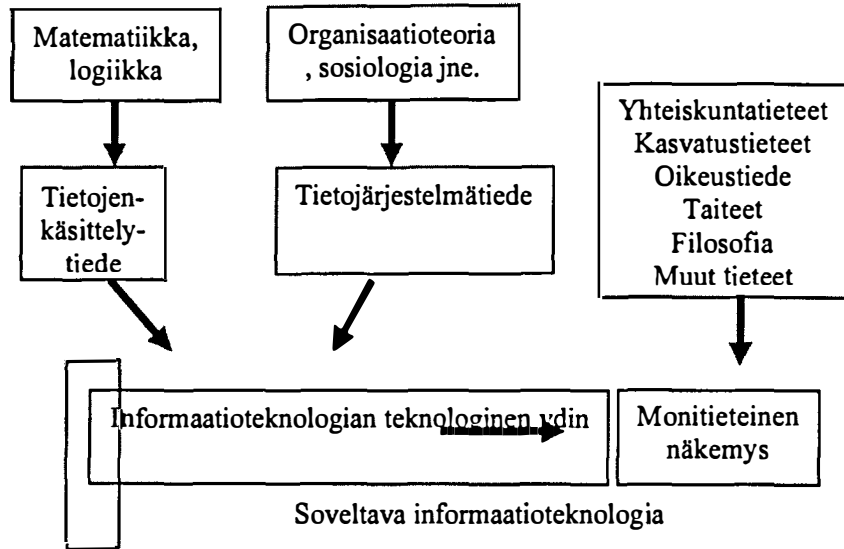 Matematiikka,
logiikka
Organisaatioteoria
, sosiologia jne.
Yhteiskuntatieteet
Kasvatustieteet
Oikeustiede
Taiteet
Filosofia
Muut tieteet
Tietojen-
käsittely-
tiede
Tietojärjestelmätiede
Informaatioteknologian teknologinen ydin
Monitieteinen
näkemys
Soveltava informaatioteknologia